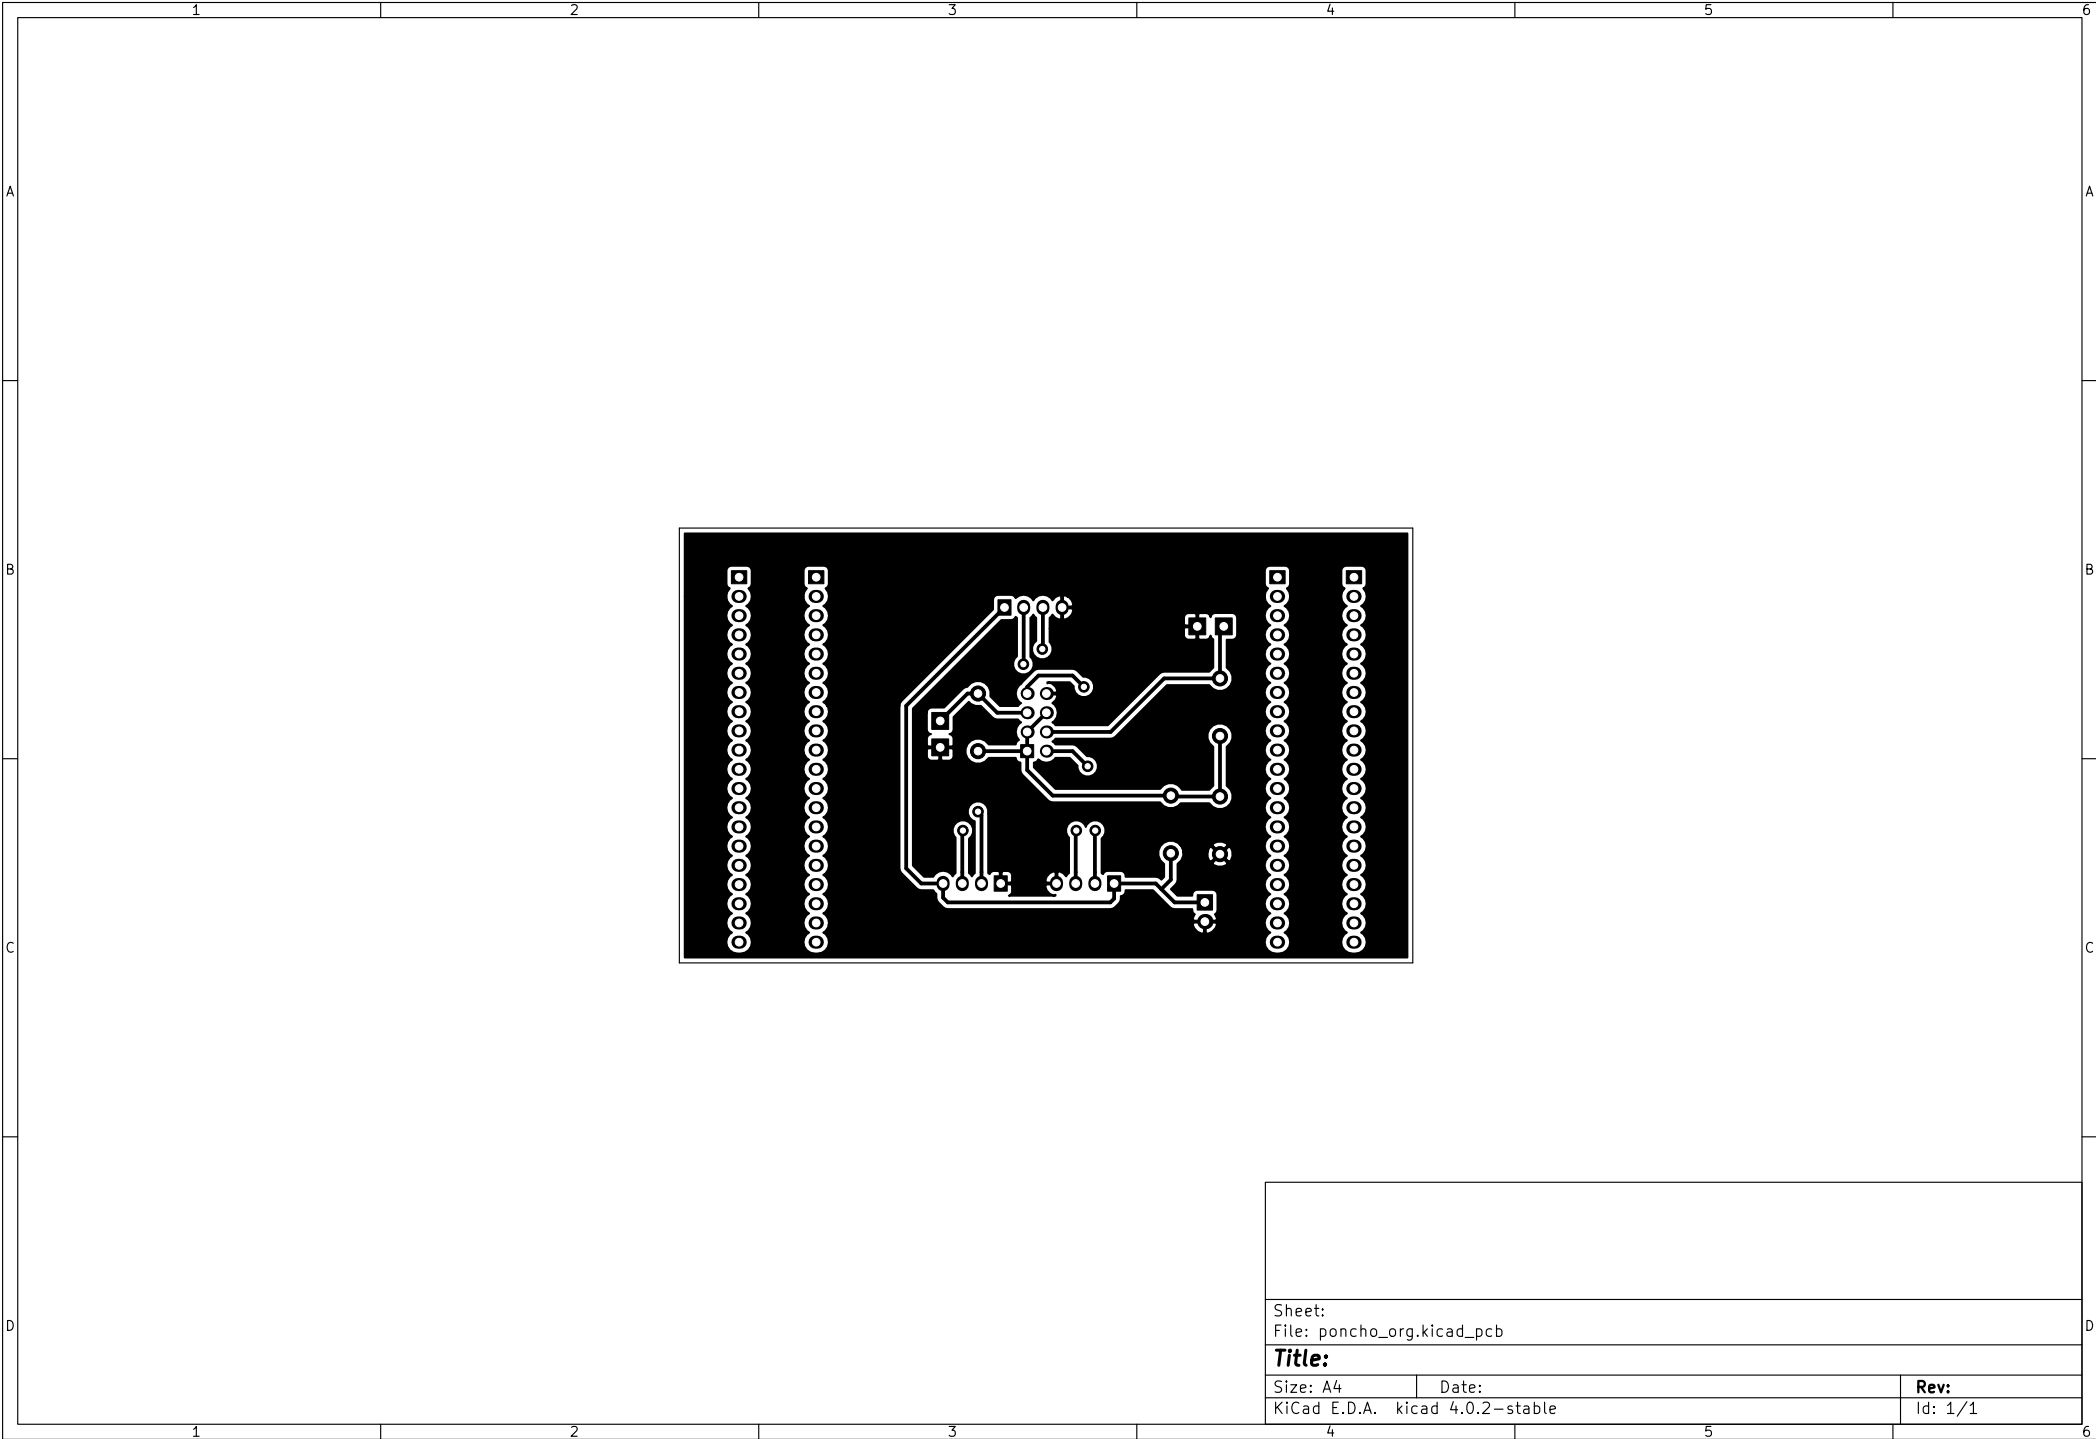 1 2 3 4 5 6
A A
B B
C C
D D
Sheet:
File: poncho_org.kicad_pcb
Title:
Size: A4 Date: Rev:
KiCad E.D.A. kicad 4.0.2-stable Id: 1/1
1 2 3 4 5 6